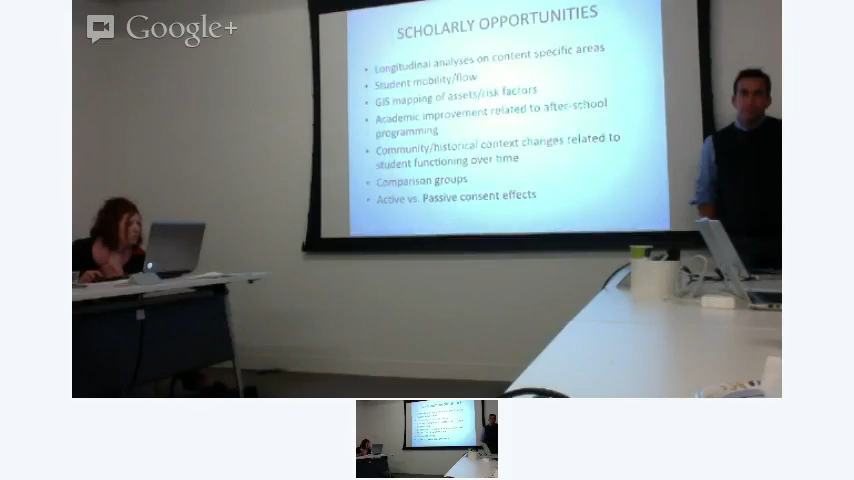 Google+
SCHOLARLY OPPORTUNITIES
• Longitudinal analyses on content specific areas
• Student mobility/flow
• GIS mapping of assets/risk factors
• Academic improvement related to after-school
programming
• Community/historical context changes related to
student functioning over time
• Comparison groups
• Active vs. Passive consent effects